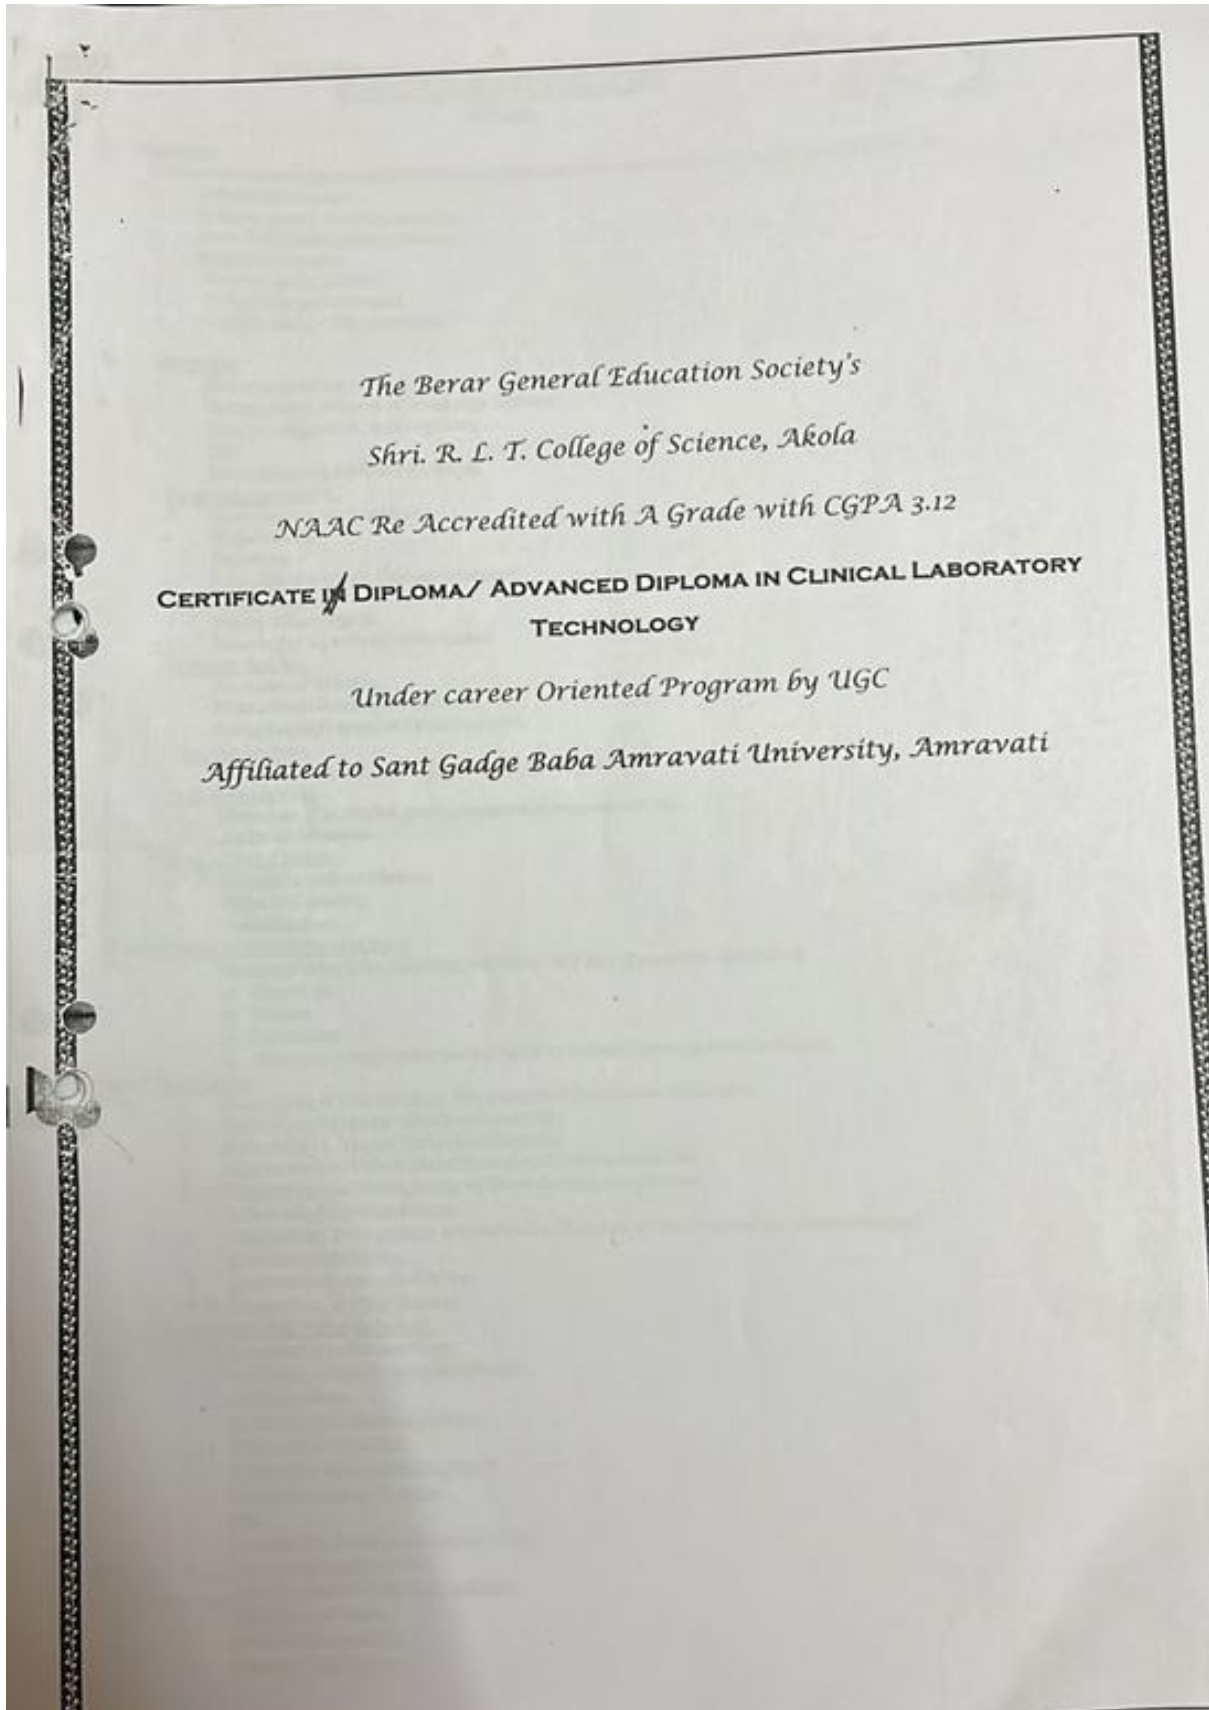 The Berar General Education Society's
Shri. R. L. T. College of Science, Akola
NAAC Re Accredited with A Grade with CGPA 3.12
CERTIFICATE IN DIPLOMA/ ADVANCED DIPLOMA IN CLINICAL LABORATORY
TECHNOLOGY
Under career Oriented Program by UGC
Affiliated to Sant Gadge Baba Amravati University, Amravati